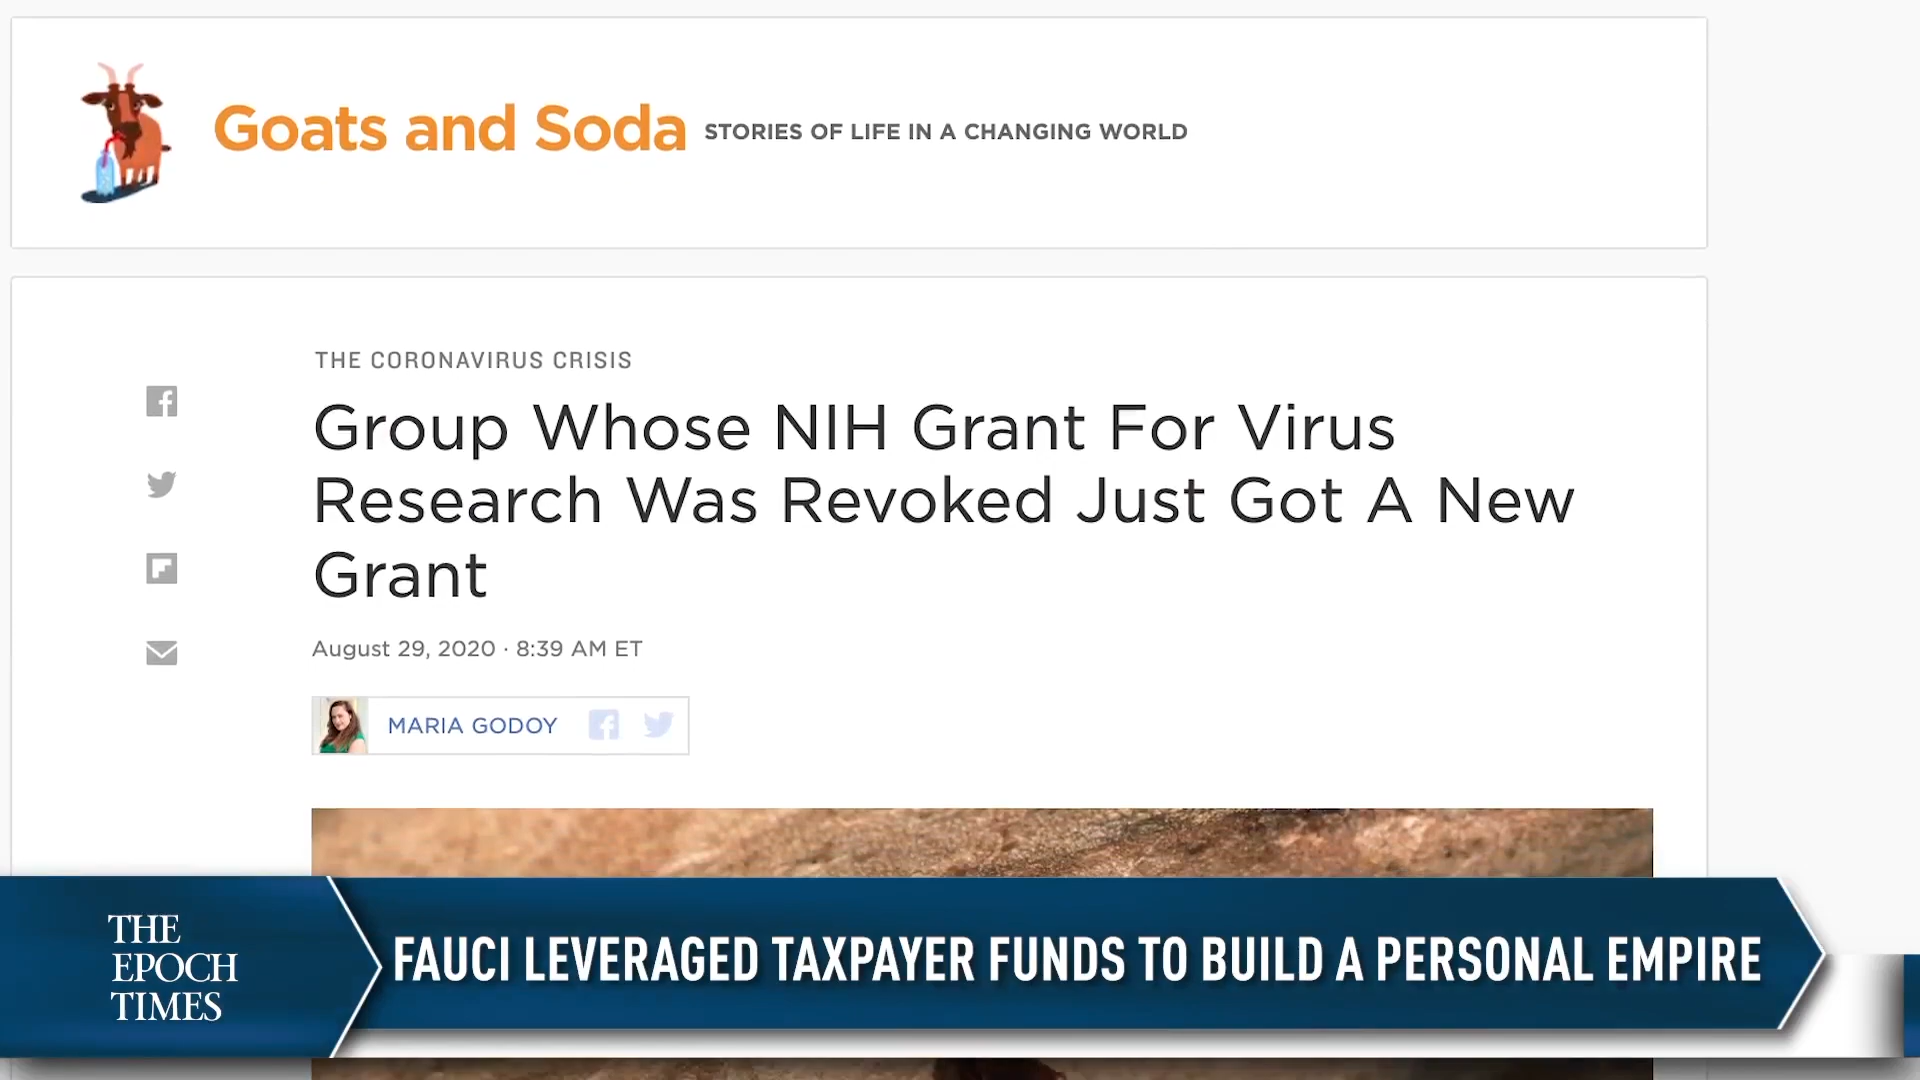 Goats and Soda STORIES OF LIFE IN A CHANGING WORLD
THE CORONAVIRUS CRISIS
Group Whose NIH Grant For Virus
Research Was Revoked Just Got A New
Grant
August 29, 2020 · 8:39 AM ET
MARIA GODOY
THE
EPOCH
TIMES
FAUCI LEVERAGED TAXPAYER FUNDS TO BUILD A PERSONAL EMPIRE